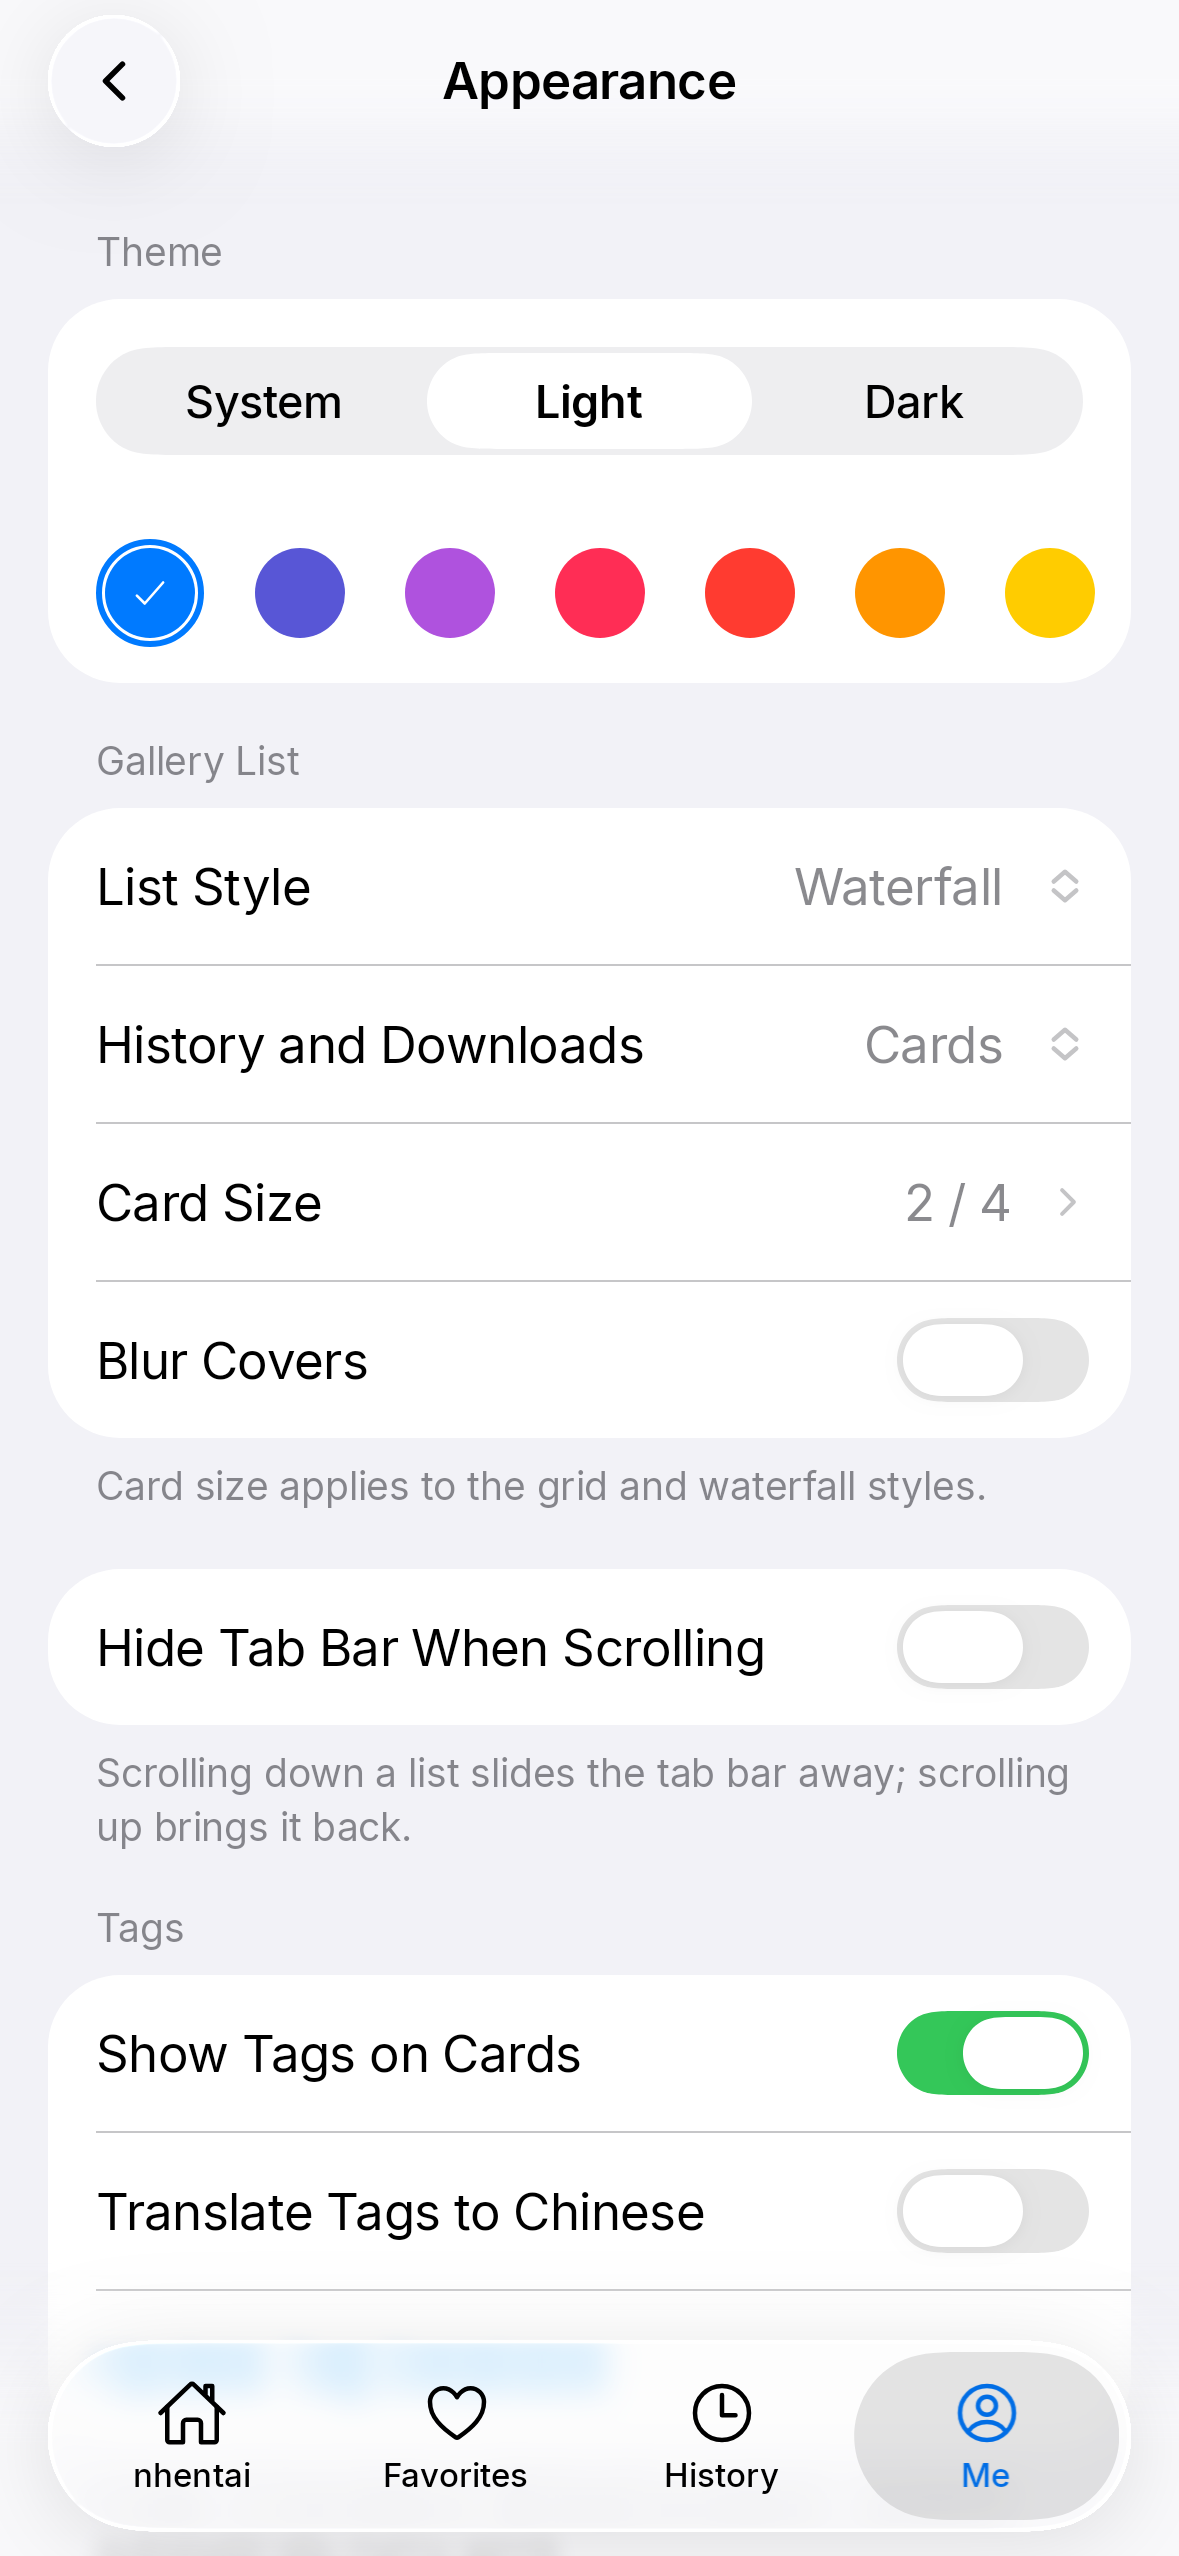 Appearance
Theme
System
Light
Dark
Gallery List
List Style
Waterfall
History and Downloads
Cards
Card Size
2 / 4
Blur Covers
Card size applies to the grid and waterfall styles.
Hide Tab Bar When Scrolling
Scrolling down a list slides the tab bar away; scrolling
up brings it back.
Tags
Show Tags on Cards
Translate Tags to Chinese
nhentai
Favorites
History
Me